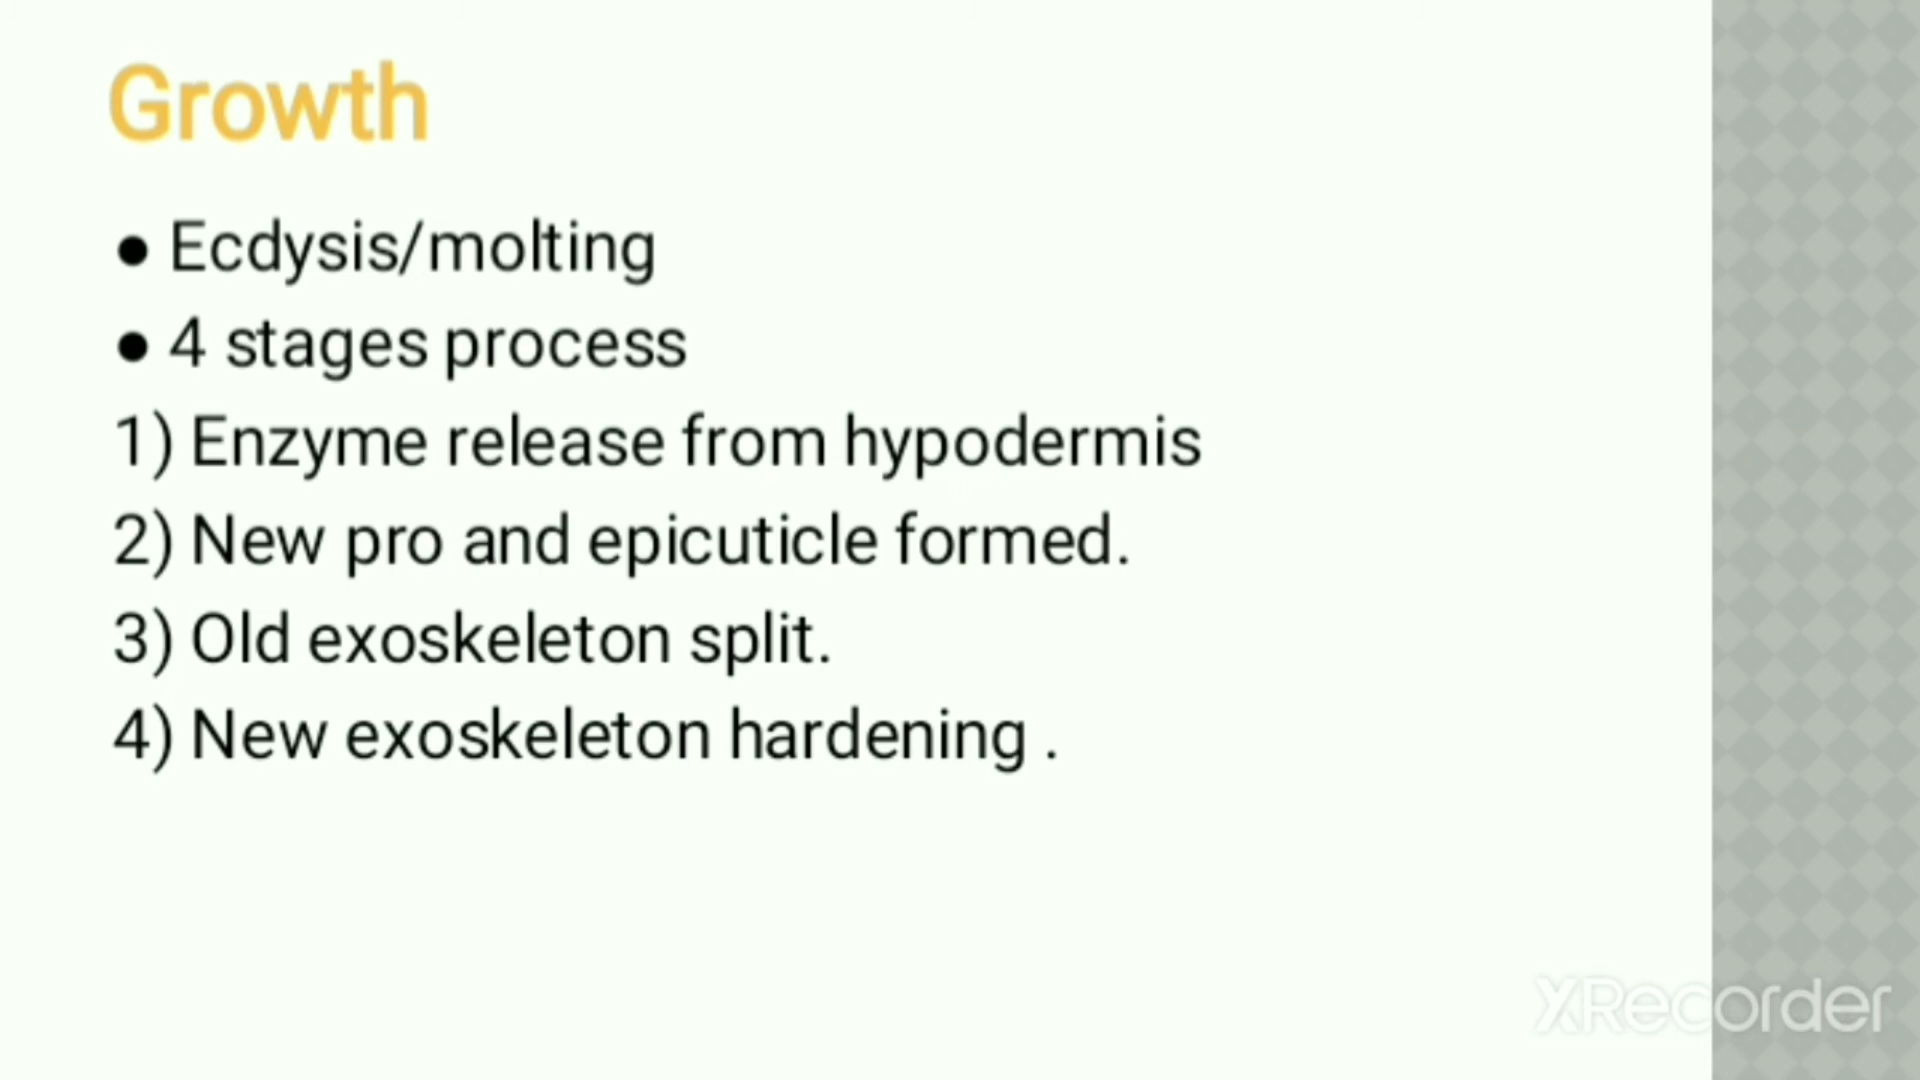 Growth
● Ecdysis/molting
● 4 stages process
1) Enzyme release from hypodermis
2) New pro and epicuticle formed.
3) Old exoskeleton split.
4) New exoskeleton hardening .
XRecorder